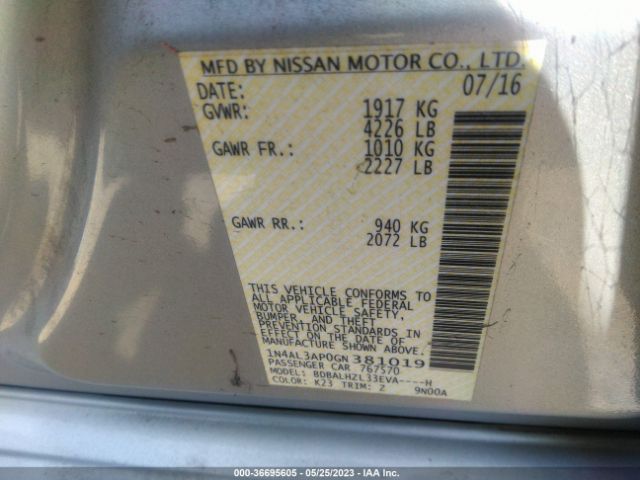 MFD BY NISSAN MOTOR CO., LTD.
DATE: 07/16
GVWR: 1917 KG
4226 LB
GAWR FR.: 1010 KG
2227 LB
GAWR RR.: 940 KG
2072 LB
THIS VEHICLE CONFORMS TO
ALL APPLICABLE FEDERAL
MOTOR VEHICLE SAFETY,
BUMPER, AND THEFT
PREVENTION STANDARDS IN
EFFECT ON THE DATE OF
MANUFACTURE SHOWN ABOVE.
1N4AL3AP0GN381019
PASSENGER CAR 767570
MODEL: BDBALHZL33EVA----H
COLOR: K23 TRIM: Z 9N00A
000-36695605 - 05/25/2023 - IAA Inc.